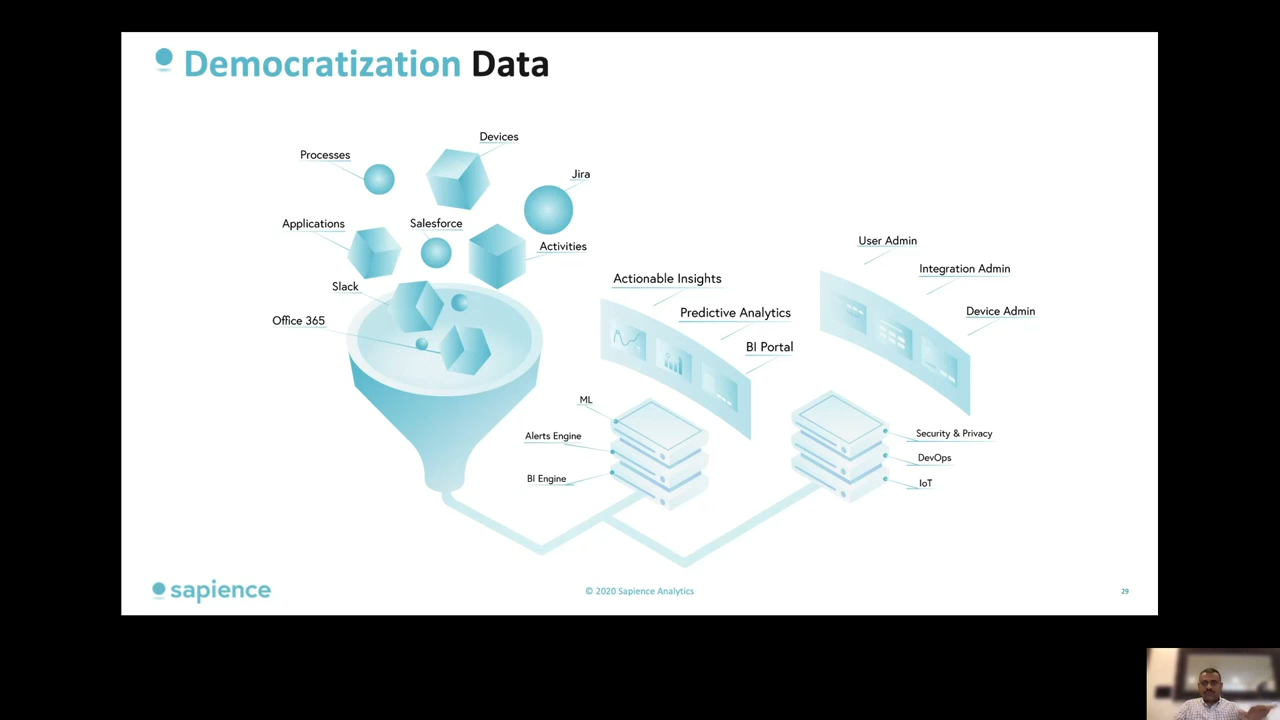 Democratization Data
Devices
Processes
Jira
Applications
Salesforce
Activities
Slack
Office 365
Actionable Insights
Predictive Analytics
BI Portal
User Admin
Integration Admin
Device Admin
ML
Alerts Engine
BI Engine
Security & Privacy
DevOps
IoT
sapience
© 2020 Sapience Analytics
29